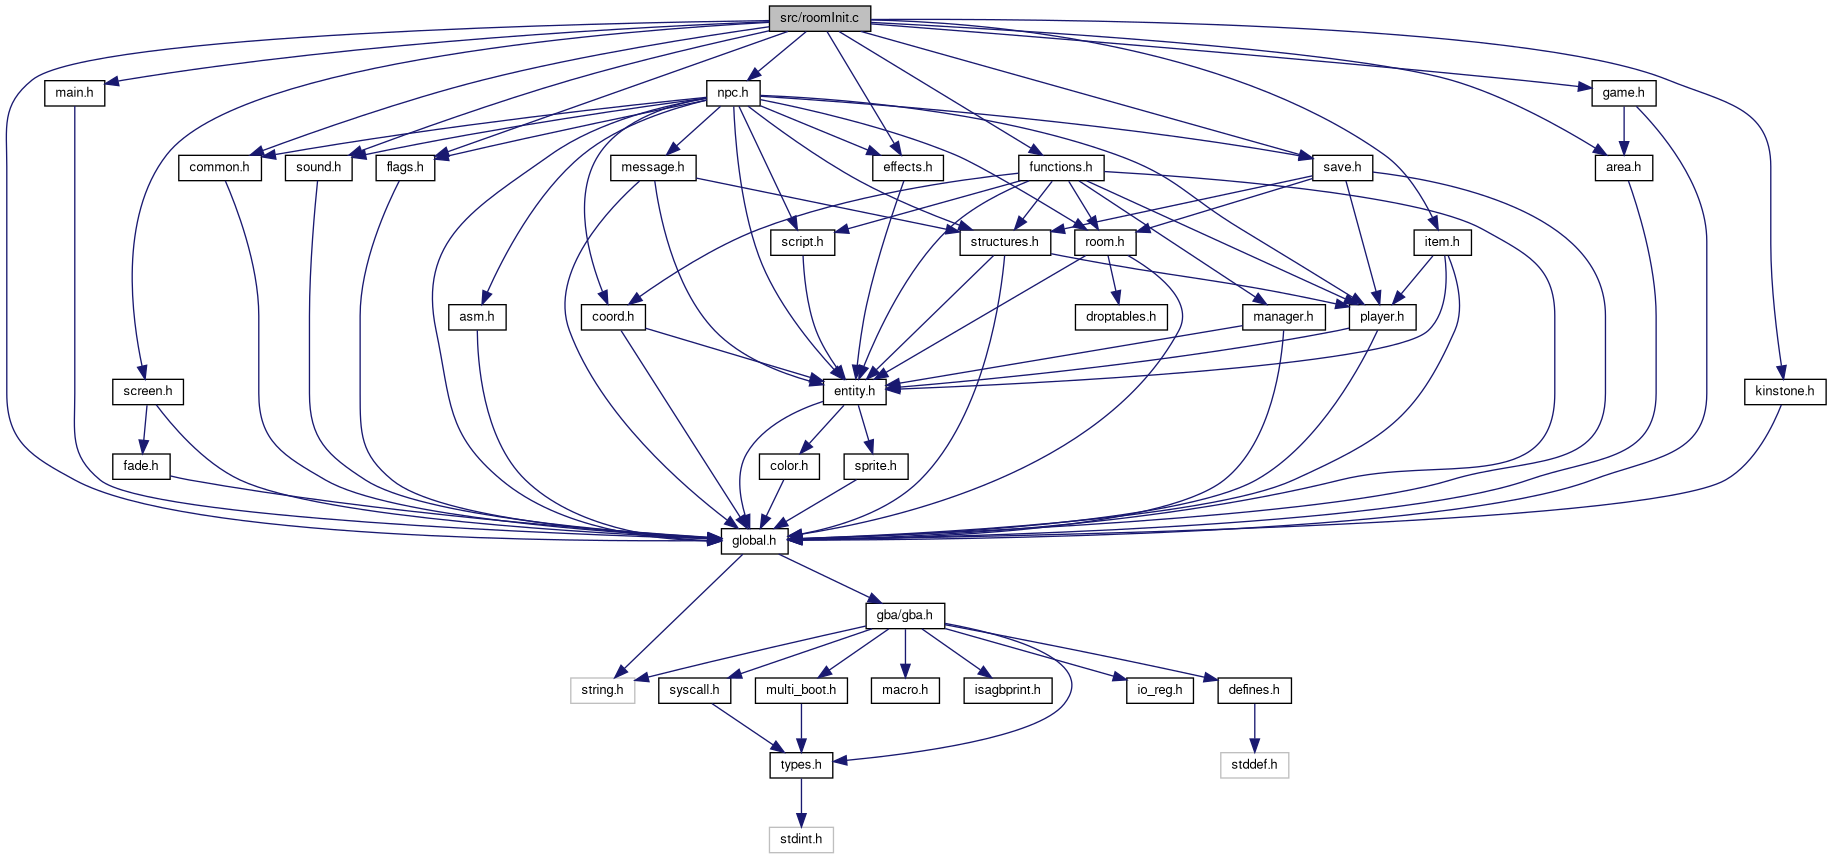 src/roomInit.c
main.h
npc.h
game.h
common.h
sound.h
flags.h
message.h
effects.h
functions.h
save.h
area.h
script.h
structures.h
room.h
item.h
asm.h
coord.h
droptables.h
manager.h
player.h
screen.h
entity.h
kinstone.h
fade.h
color.h
sprite.h
global.h
gba/gba.h
string.h
syscall.h
multi_boot.h
macro.h
isagbprint.h
io_reg.h
defines.h
types.h
stddef.h
stdint.h